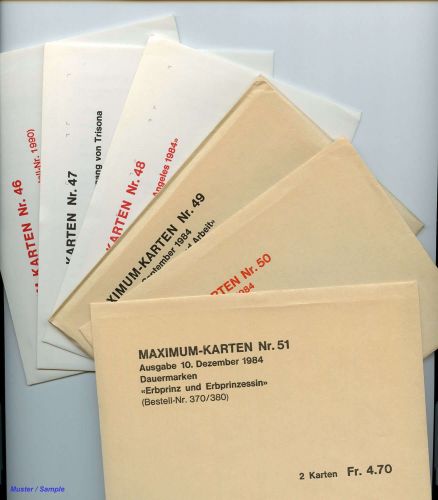 KARTEN Nr. 46
Nr. 1990)
KARTEN Nr. 47
ang von Trisona
KARTEN Nr. 48
Angeles 1984»
MAXIMUM-KARTEN Nr. 49
September 1984
Arbeit»
KARTEN Nr. 50
1984
MAXIMUM-KARTEN Nr. 51
Ausgabe 10. Dezember 1984
Dauermarken
«Erbprinz und Erbprinzessin»
(Bestell-Nr. 370/380)
2 Karten Fr. 4.70
Muster / Sample